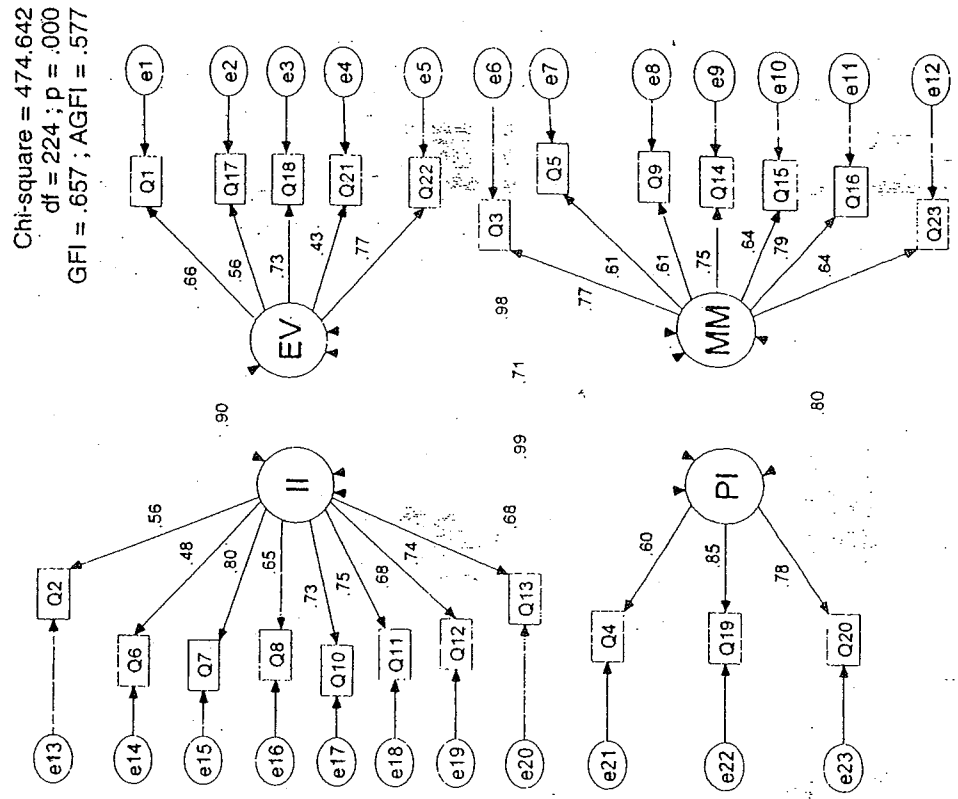 Chi-square = 474.642
df = 224 ; p = .000
GFI = .657 ; AGFI = .577
e13 Q2 .56
e14 Q6 .48
e15 Q7 .80
e16 Q8 .65
e17 Q10 .73
e18 Q11 .75
e19 Q12 .68
e20 Q13 .74
II
.90
EV
.66 Q1 e1
.56 Q17 e2
.73 Q18 e3
.43 Q21 e4
.77 Q22 e5
.68
.99
.71
.98
e21 Q4 .60
e22 Q19 .85
e23 Q20 .78
PI
.80
MM
.77 Q3 e6
.61 Q5 e7
.61 Q9 e8
.75 Q14 e9
.64 Q15 e10
.79 Q16 e11
.64 Q23 e12